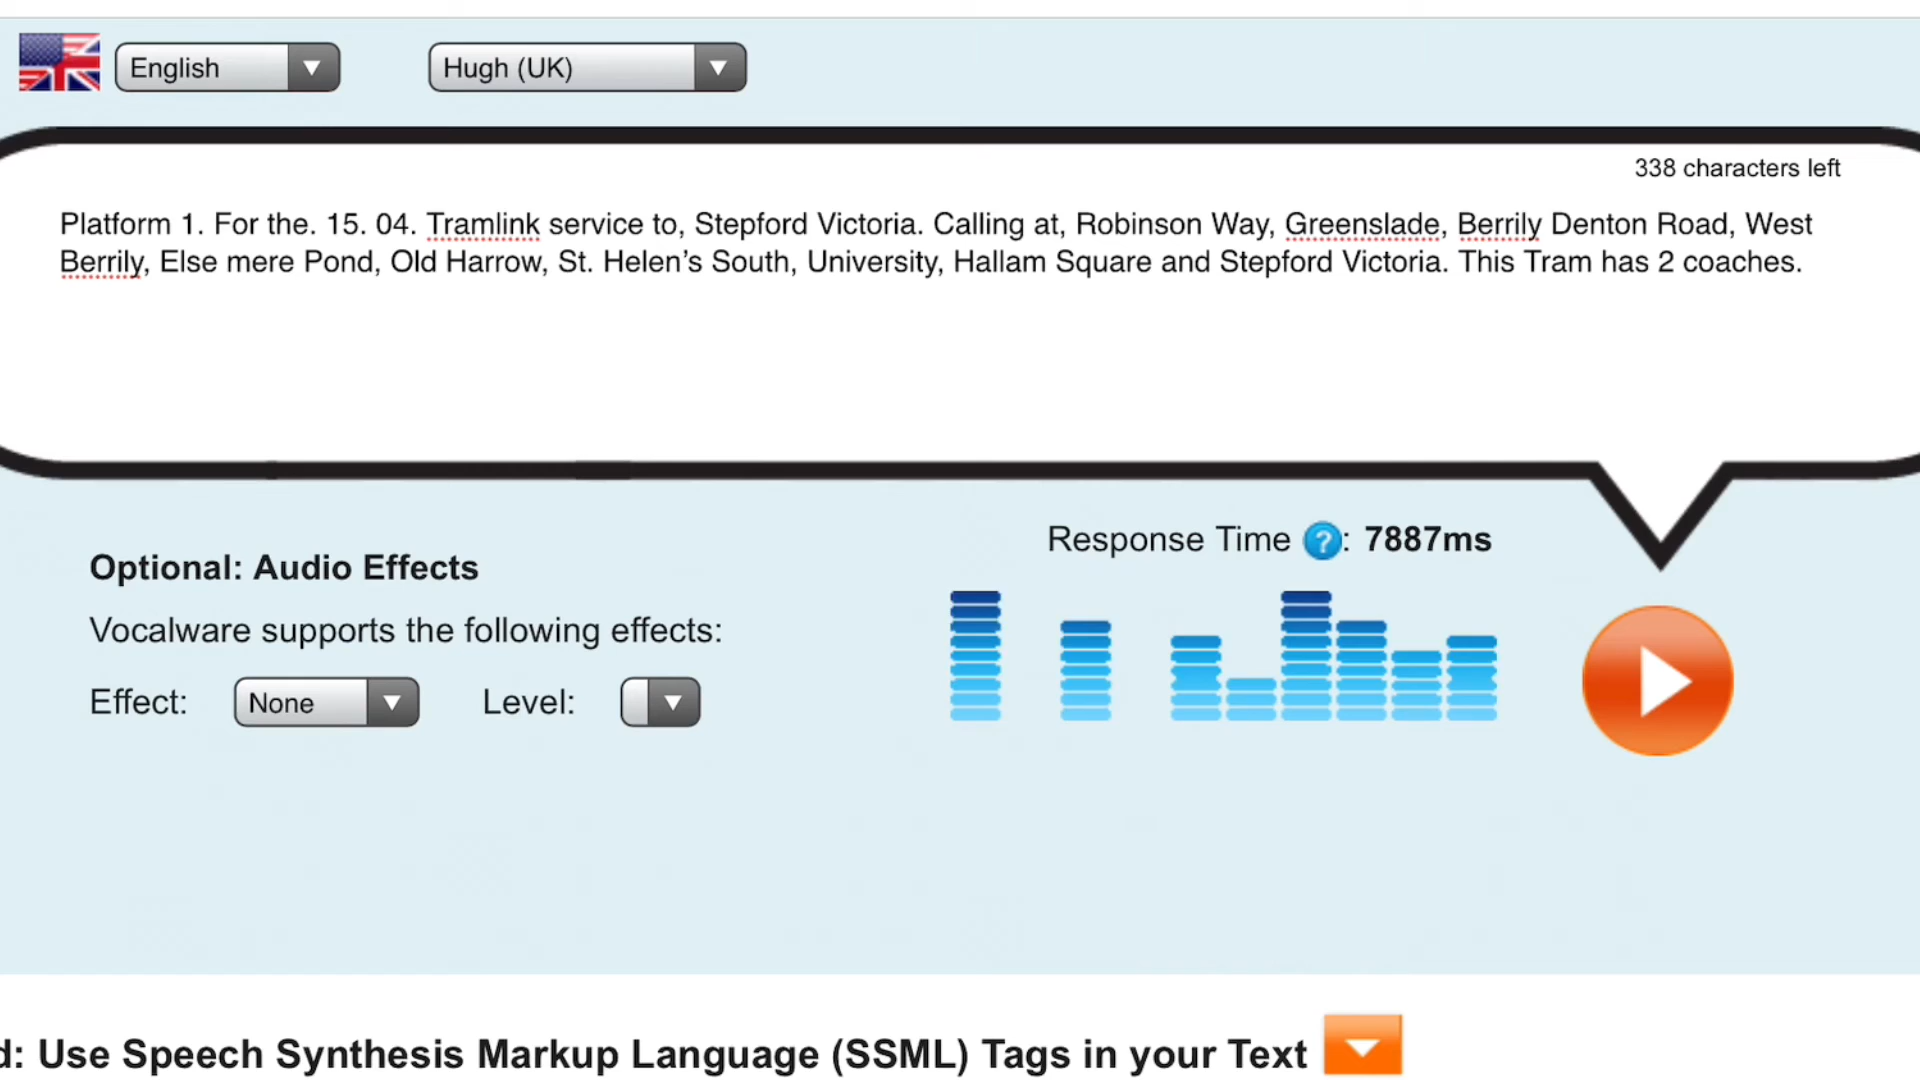 English
Hugh (UK)
338 characters left
Platform 1. For the. 15. 04. Tramlink service to, Stepford Victoria. Calling at, Robinson Way, Greenslade, Berrily Denton Road, West
Berrily, Else mere Pond, Old Harrow, St. Helen's South, University, Hallam Square and Stepford Victoria. This Tram has 2 coaches.
Response Time ?: 7887ms
Optional: Audio Effects
Vocalware supports the following effects:
Effect: None Level:
d: Use Speech Synthesis Markup Language (SSML) Tags in your Text